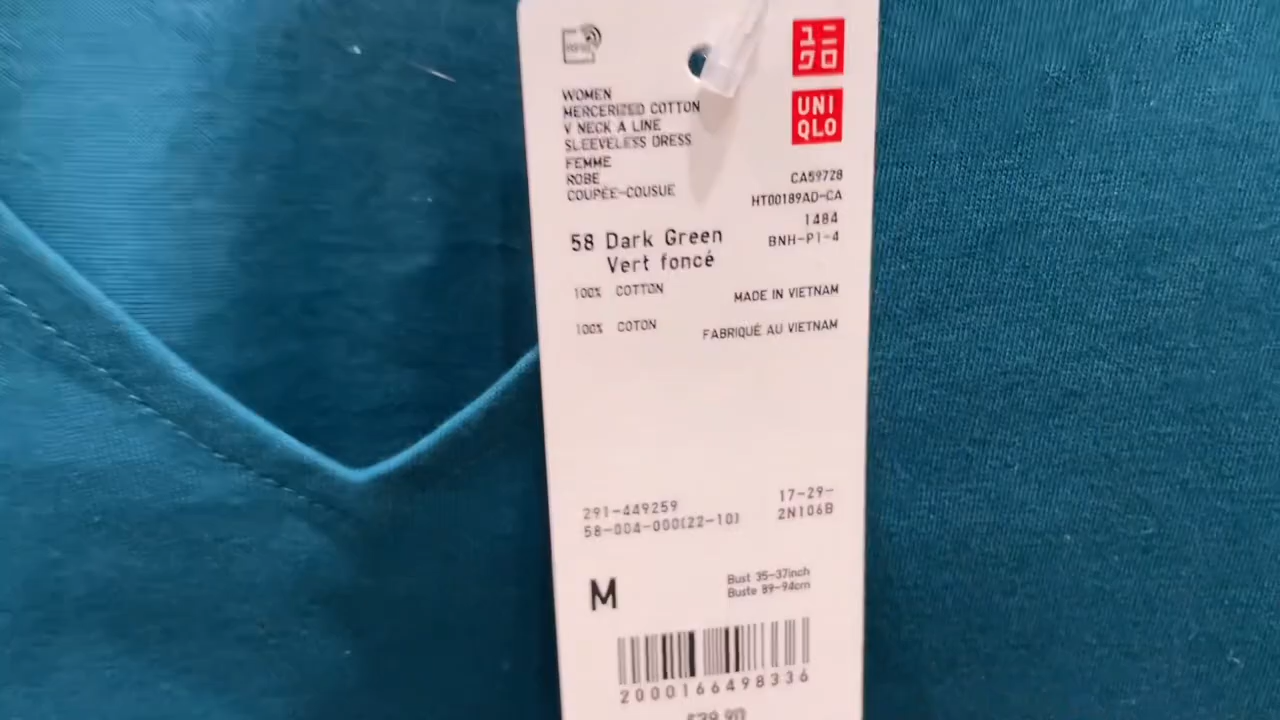 RFID
ユニ
クロ
UNI
QLO
WOMEN
MERCERIZED COTTON
V NECK A LINE
SLEEVELESS DRESS
FEMME
ROBE
COUPÉE-COUSUE
CA59728
HT00189AD-CA
1484
BNH-P1-4
58 Dark Green
Vert foncé
100% COTTON
MADE IN VIETNAM
100% COTON
FABRIQUÉ AU VIETNAM
291-449259
58-004-000(22-10)
17-29-
2N106B
M
Bust 35-37inch
Buste 89-94cm
2000166498336